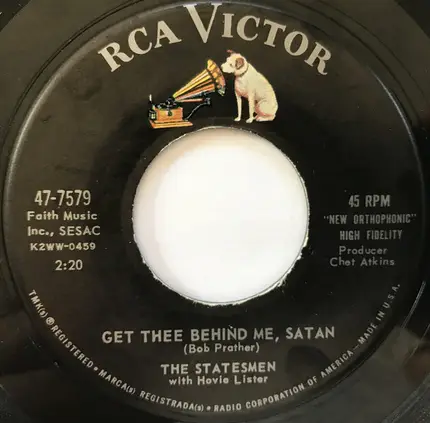 RCA VICTOR
47-7579
Faith Music
Inc., SESAC
K2WW-0459
2:20
45 RPM
"NEW ORTHOPHONIC"
HIGH FIDELITY
Producer
Chet Atkins
GET THEE BEHIND ME, SATAN
(Bob Prather)
THE STATESMEN
with Hovie Lister
TMK(s) ® REGISTERED • MARCA(s) REGISTRADA(s) • RADIO CORPORATION OF AMERICA – MADE IN U.S.A.